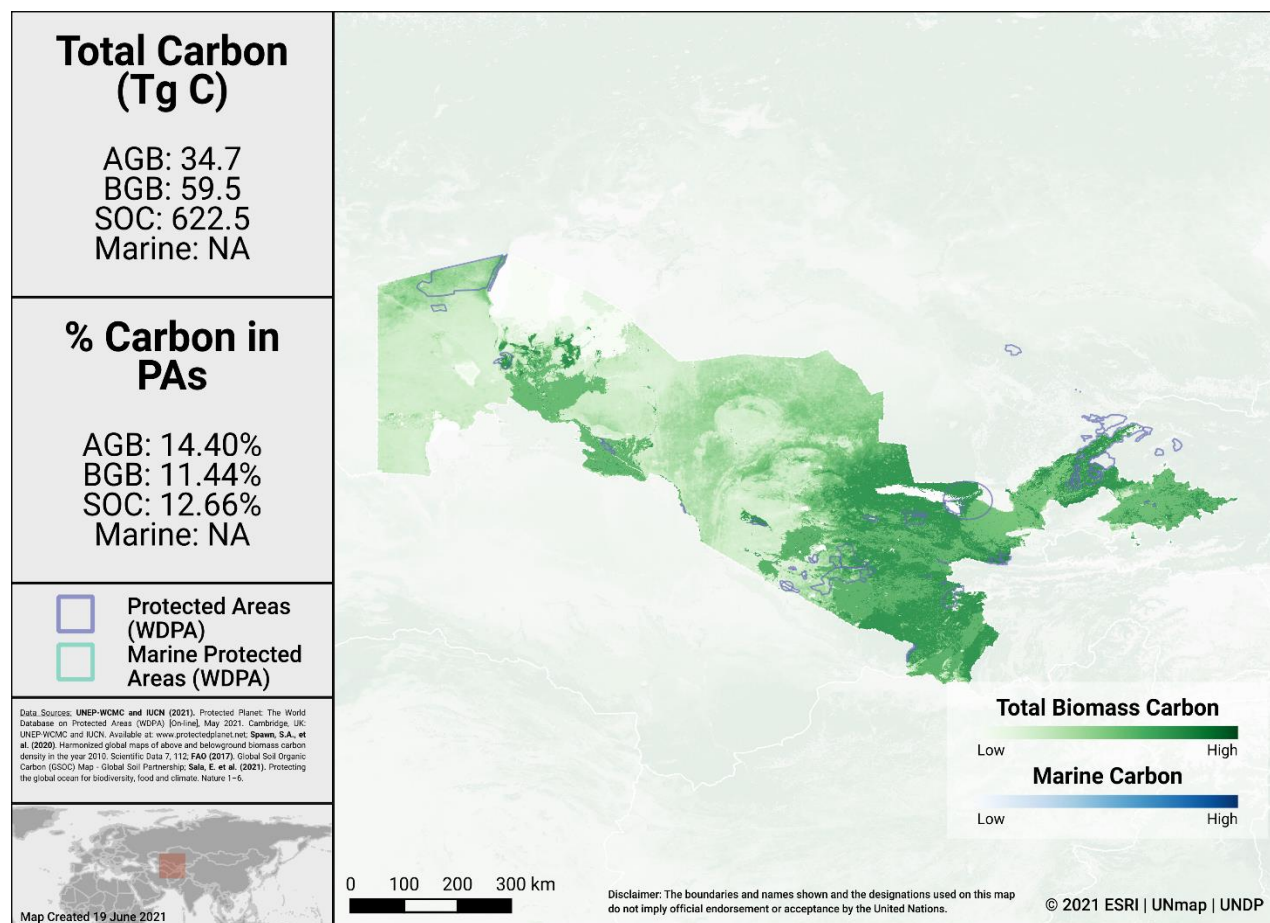 Total Carbon
(Tg C)
AGB: 34.7
BGB: 59.5
SOC: 622.5
Marine: NA
% Carbon in
PAs
AGB: 14.40%
BGB: 11.44%
SOC: 12.66%
Marine: NA
Protected Areas
(WDPA)
Marine Protected
Areas (WDPA)
Data Sources: UNEP-WCMC and IUCN (2021). Protected Planet: The World
Database on Protected Areas (WDPA) [On-line], May 2021. Cambridge, UK:
UNEP-WCMC and IUCN. Available at: www.protectedplanet.net; Spawn, S.A., et
al. (2020). Harmonized global maps of above and belowground biomass carbon
density in the year 2010. Scientific Data 7, 112; FAO (2017). Global Soil Organic
Carbon (GSOC) Map - Global Soil Partnership; Sala, E. et al. (2021). Protecting
the global ocean for biodiversity, food and climate. Nature 1–6.
Map Created 19 June 2021
Total Biomass Carbon
Low High
Marine Carbon
Low High
0 100 200 300 km
Disclaimer: The boundaries and names shown and the designations used on this map
do not imply official endorsement or acceptance by the United Nations.
© 2021 ESRI | UNmap | UNDP